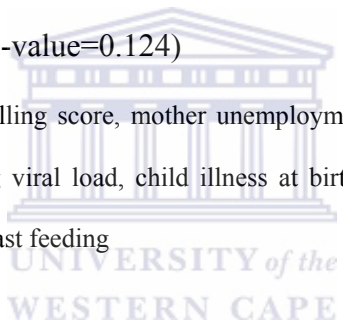 -value=0.124)
lling score, mother unemploym
viral load, child illness at birt
ast feeding
UNIVERSITY of the
WESTERN CAPE